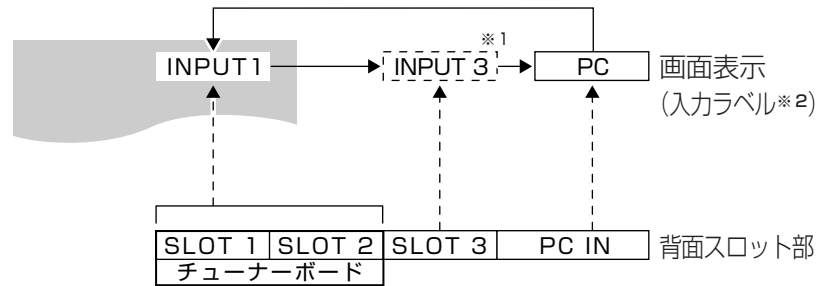 ※1
INPUT1 INPUT 3 PC 画面表示
(入力ラベル※2)
SLOT 1 SLOT 2 SLOT 3 PC IN 背面スロット部
チューナーボード